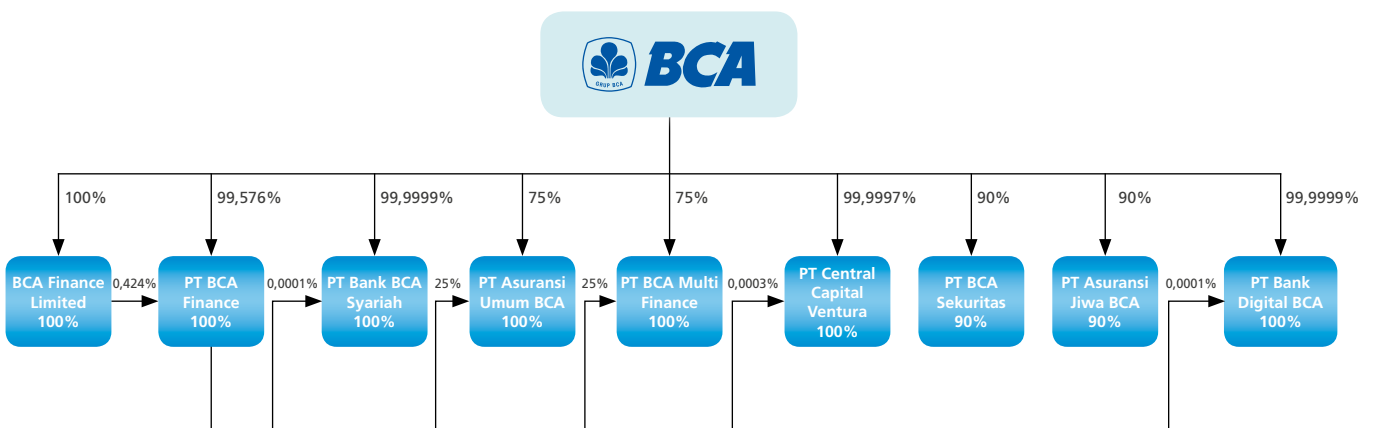 GRUP BCA
BCA
100%
99,576%
99,9999%
75%
75%
99,9997%
90%
90%
99,9999%
BCA Finance
Limited
100%
0,424%
PT BCA
Finance
100%
0,0001%
PT Bank BCA
Syariah
100%
25%
PT Asuransi
Umum BCA
100%
25%
PT BCA Multi
Finance
100%
0,0003%
PT Central
Capital
Ventura
100%
PT BCA
Sekuritas
90%
PT Asuransi
Jiwa BCA
90%
0,0001%
PT Bank
Digital BCA
100%